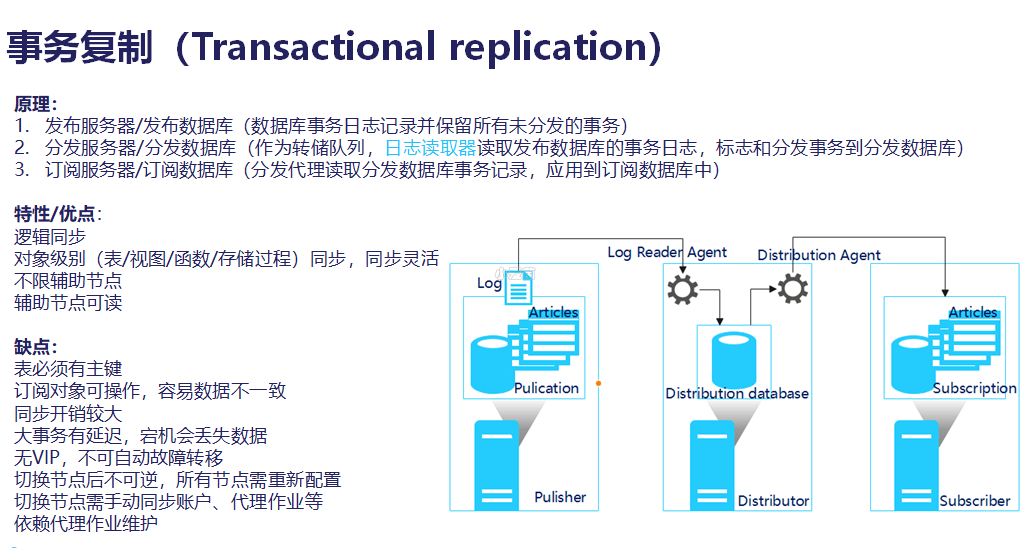 事务复制（Transactional replication）
原理：
1. 发布服务器/发布数据库（数据库事务日志记录并保留所有未分发的事务）
2. 分发服务器/分发数据库（作为转储队列，日志读取器读取发布数据库的事务日志，标志和分发事务到分发数据库）
3. 订阅服务器/订阅数据库（分发代理读取分发数据库事务记录，应用到订阅数据库中）
特性/优点：
逻辑同步
对象级别（表/视图/函数/存储过程）同步，同步灵活
不限辅助节点
辅助节点可读
缺点：
表必须有主键
订阅对象可操作，容易数据不一致
同步开销较大
大事务有延迟，宕机会丢失数据
无VIP，不可自动故障转移
切换节点后不可逆，所有节点需重新配置
切换节点需手动同步账户、代理作业等
依赖代理作业维护
Log Reader Agent
Distribution Agent
Log
Articles
Pulication
Pulisher
Distribution database
Distributor
Articles
Subscription
Subscriber